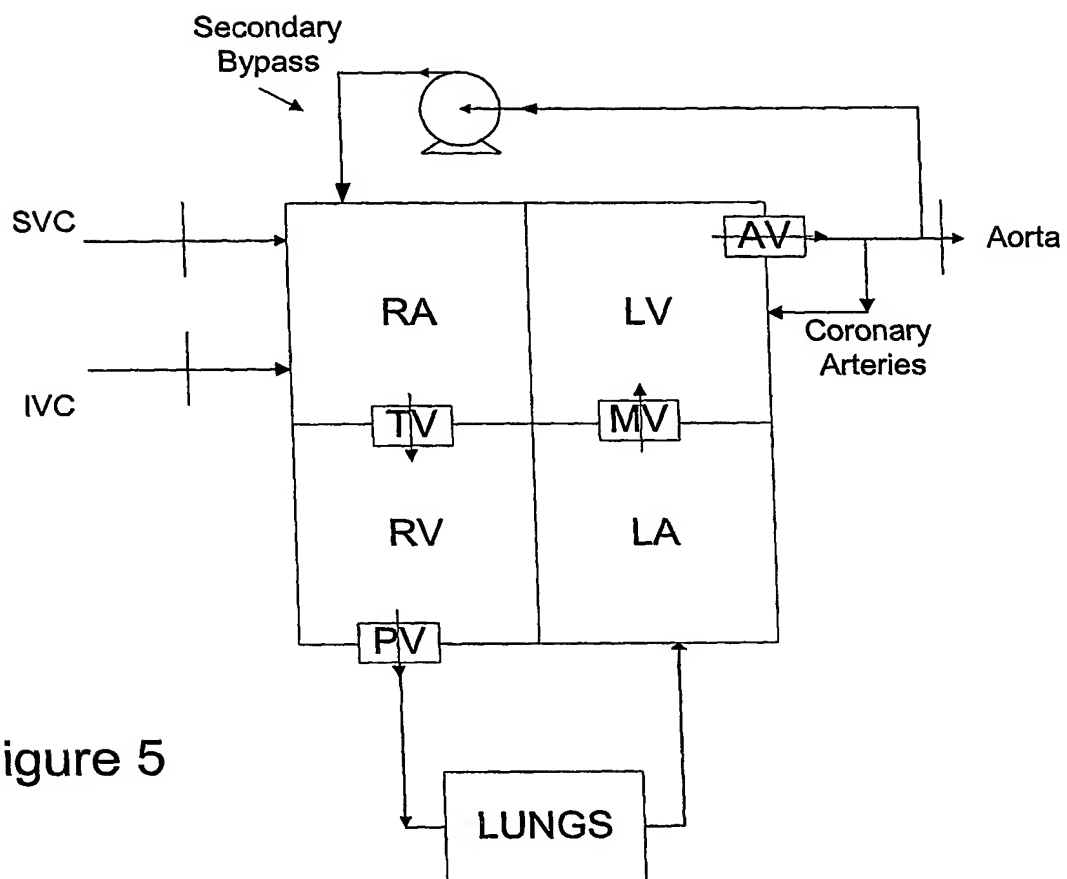 Secondary
Bypass
SVC
AV
Aorta
RA
LV
Coronary
Arteries
IVC
TV
MV
RV
LA
PV
igure 5
LUNGS